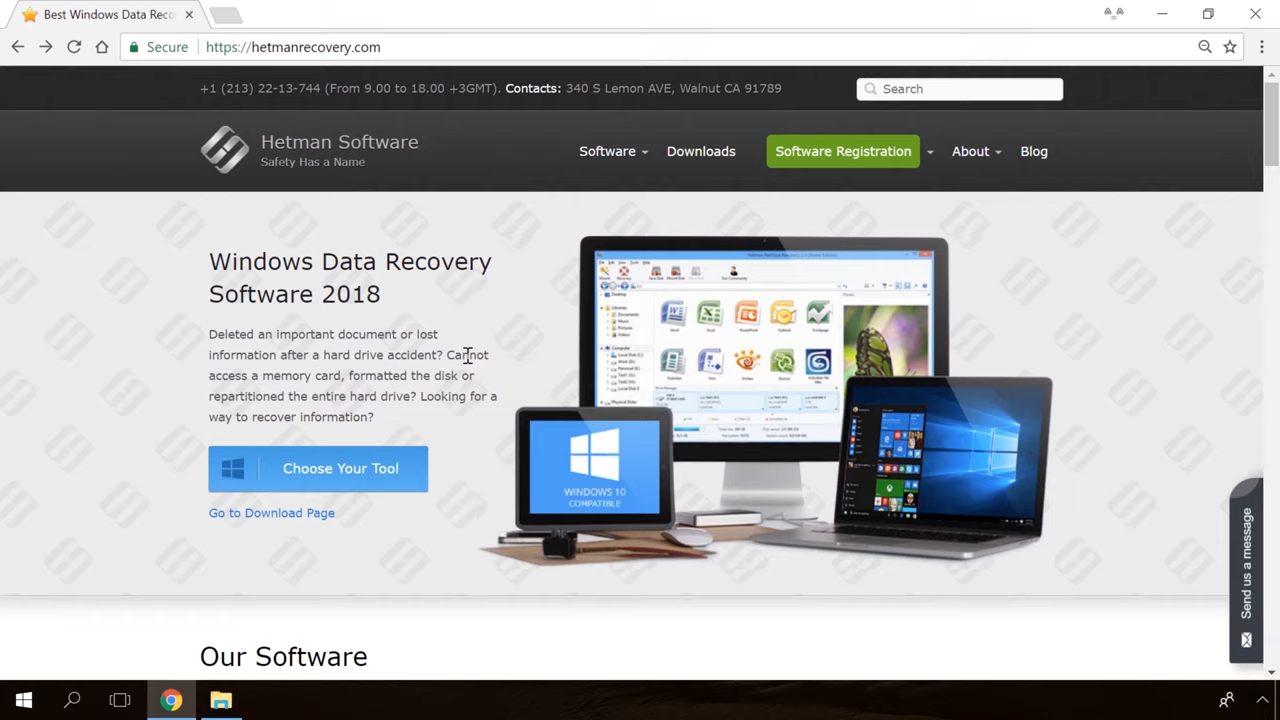 Best Windows Data Reco
Secure https://hetmanrecovery.com
+1 (213) 22-13-744 (From 9.00 to 18.00 +3GMT). Contacts: 340 S Lemon AVE, Walnut CA 91789
Search
Hetman Software
Safety Has a Name
Software
Downloads
Software Registration
About
Blog
Windows Data Recovery
Software 2018
Deleted an important document or lost
information after a hard drive accident? Cannot
access a memory card, formatted the disk or
repartitioned the entire hard drive? Looking for a
way to recover information?
Choose Your Tool
Go to Download Page
WINDOWS 10
COMPATIBLE
Send us a message
Our Software